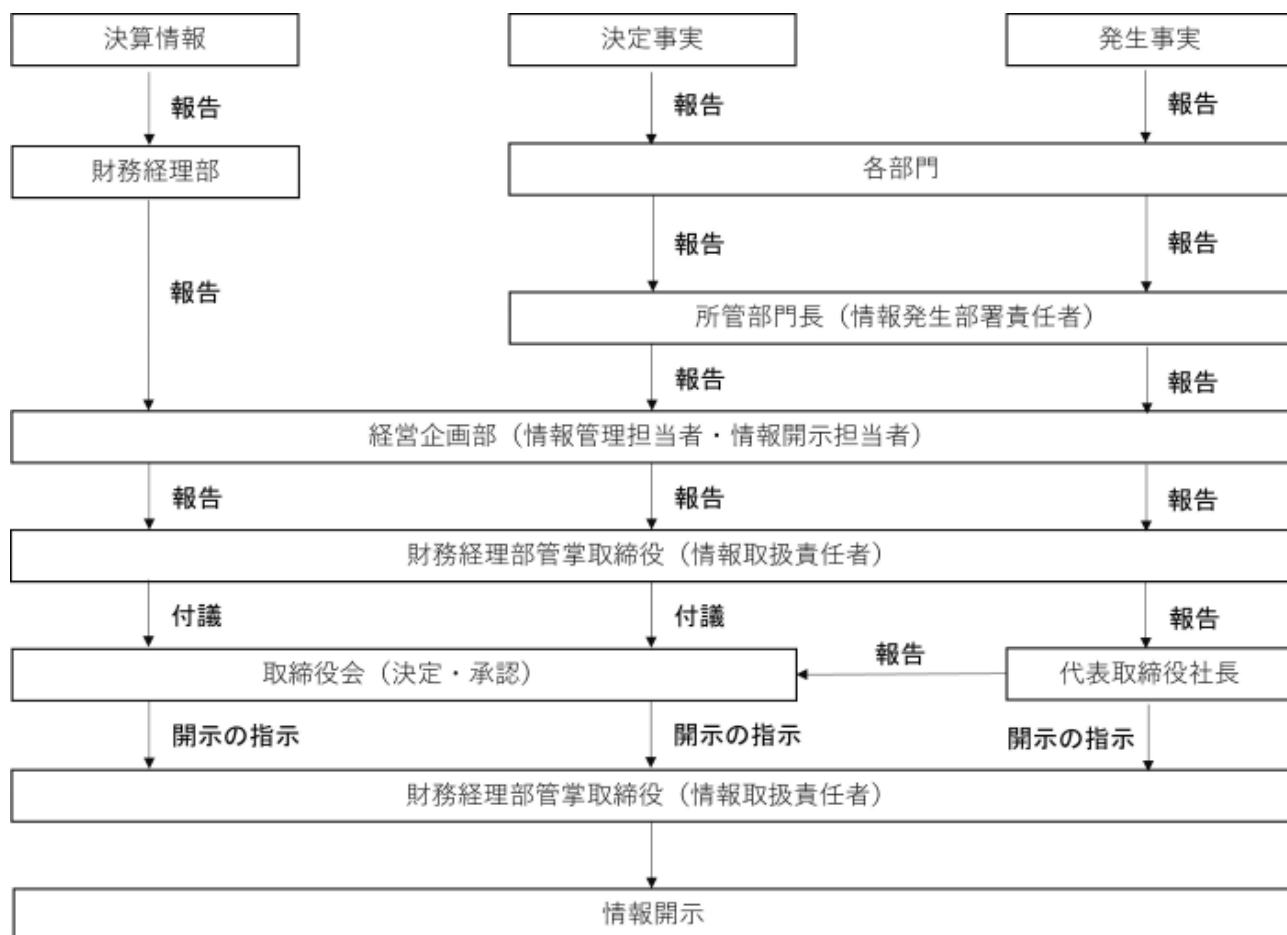 決算情報
決定事実
発生事実
報告
報告
報告
財務経理部
各部門
報告
報告
報告
所管部門長（情報発生部署責任者）
報告
報告
経営企画部（情報管理担当者・情報開示担当者）
報告
報告
報告
財務経理部管掌取締役（情報取扱責任者）
付議
付議
報告
取締役会（決定・承認）
報告
代表取締役社長
開示の指示
開示の指示
開示の指示
財務経理部管掌取締役（情報取扱責任者）
情報開示